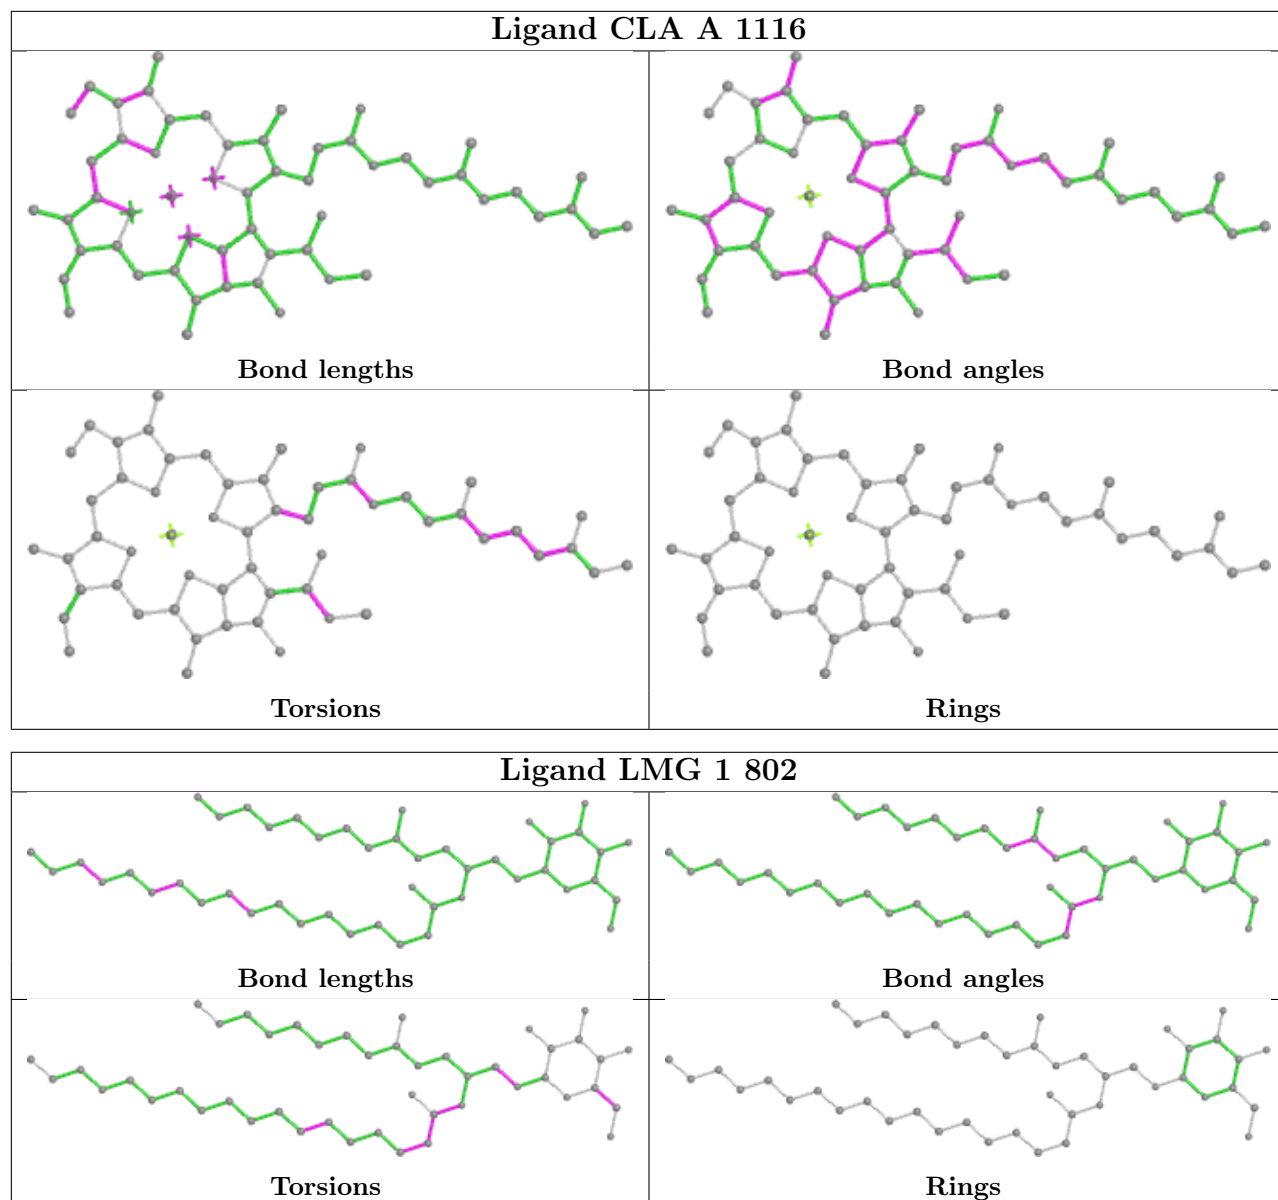 Ligand CLA A 1116
Bond lengths
Bond angles
Torsions
Rings
Ligand LMG 1 802
Bond lengths
Bond angles
Torsions
Rings